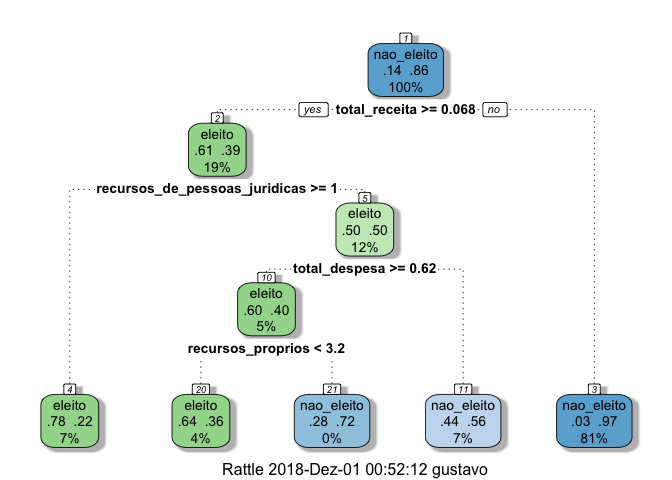 1
nao_eleito
.14 .86
100%
yes total_receita >= 0.068 no
2
eleito
.61 .39
19%
recursos_de_pessoas_juridicas >= 1
5
eleito
.50 .50
12%
total_despesa >= 0.62
10
eleito
.60 .40
5%
recursos_proprios < 3.2
4
eleito
.78 .22
7%
20
eleito
.64 .36
4%
21
nao_eleito
.28 .72
0%
11
nao_eleito
.44 .56
7%
3
nao_eleito
.03 .97
81%
Rattle 2018-Dez-01 00:52:12 gustavo